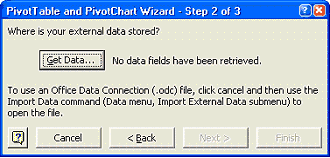 PivotTable and PivotChart Wizard - Step 2 of 3
Where is your external data stored?
Get Data... No data fields have been retrieved.
To use an Office Data Connection (.odc) file, click cancel and then use the
Import Data command (Data menu, Import External Data submenu) to
open the file.
Cancel < Back Next > Finish